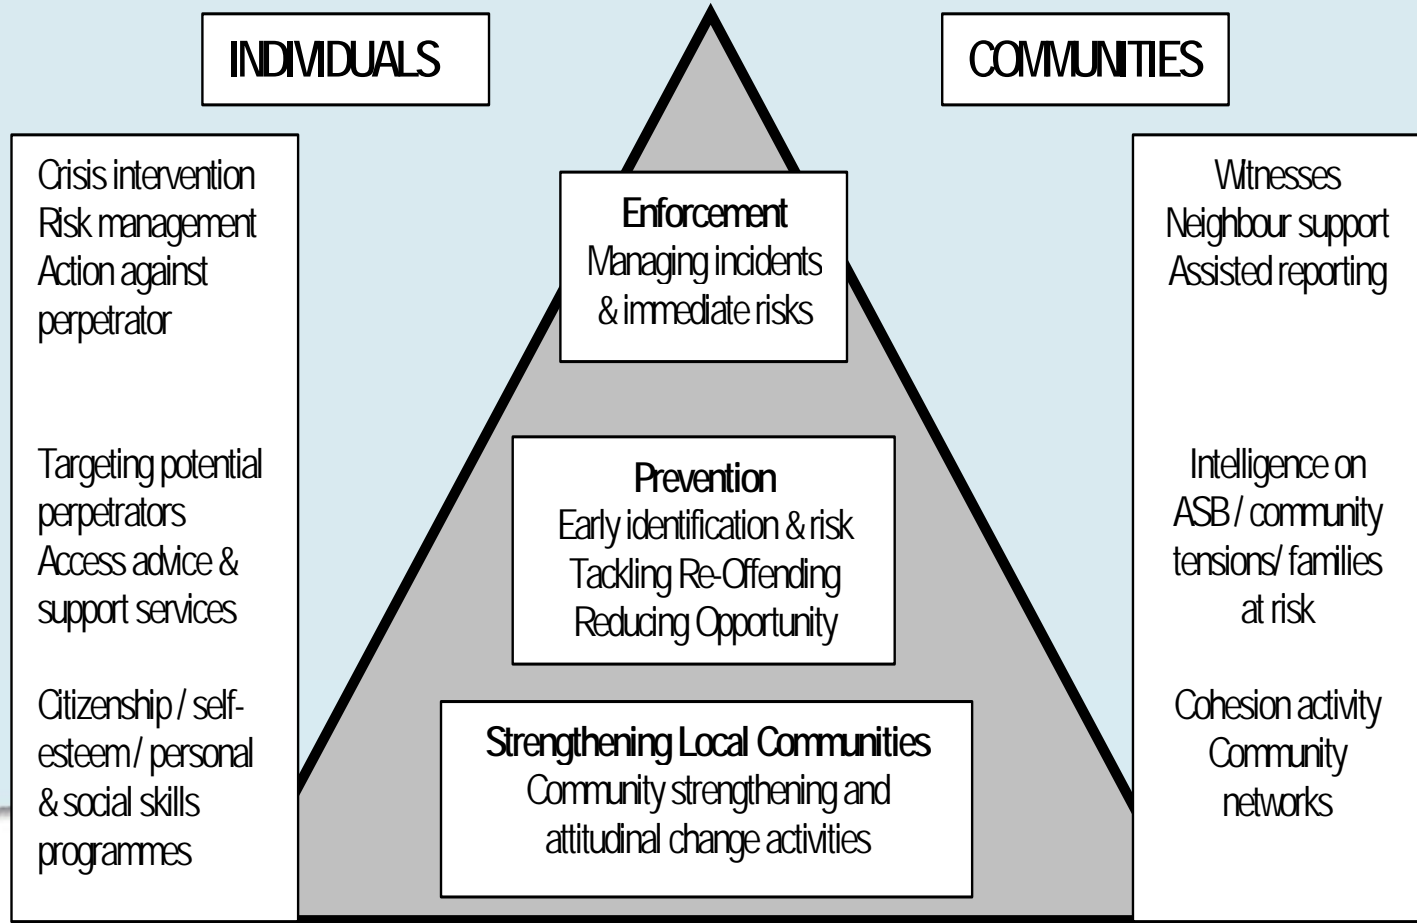 INDIVIDUALS
COMMUNITIES
Crisis intervention
Risk management
Action against
perpetrator
Targeting potential
perpetrators
Access advice &
support services
Citizenship / self-
esteem / personal
& social skills
programmes
Enforcement
Managing incidents
& immediate risks
Prevention
Early identification & risk
Tackling Re-Offending
Reducing Opportunity
Strengthening Local Communities
Community strengthening and
attitudinal change activities
Witnesses
Neighbour support
Assisted reporting
Intelligence on
ASB / community
tensions/ families
at risk
Cohesion activity
Community
networks